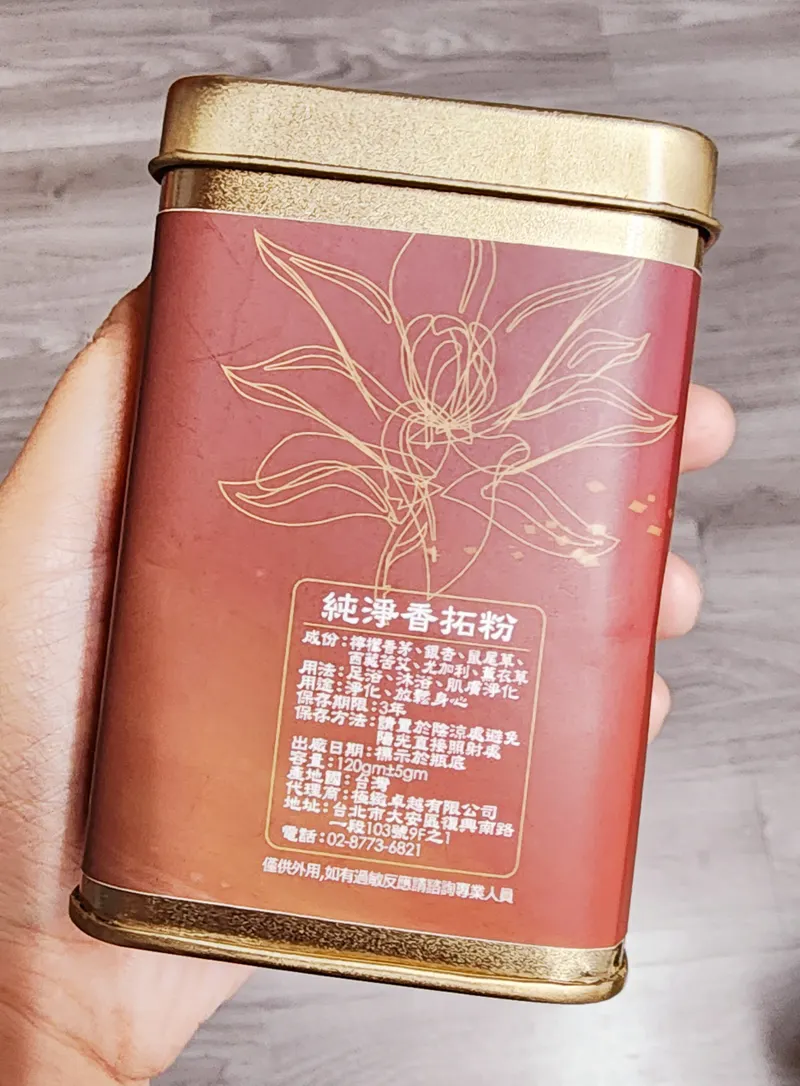 純淨香拓粉
成份:檸檬香茅、銀杏、鼠尾草、
西藏苦艾、尤加利、薰衣草
用法:足浴、沐浴、肌膚淨化
用途:淨化、放鬆身心
保存期限:3年
保存方法:請置於陰涼處避免
陽光直接照射處
出廠日期:標示於瓶底
容量:120gm±5gm
產地國:台灣
代理商:極緻卓越有限公司
地址:台北市大安區復興南路
一段103號9F之1
電話:02-8773-6821
僅供外用,如有過敏反應請諮詢專業人員